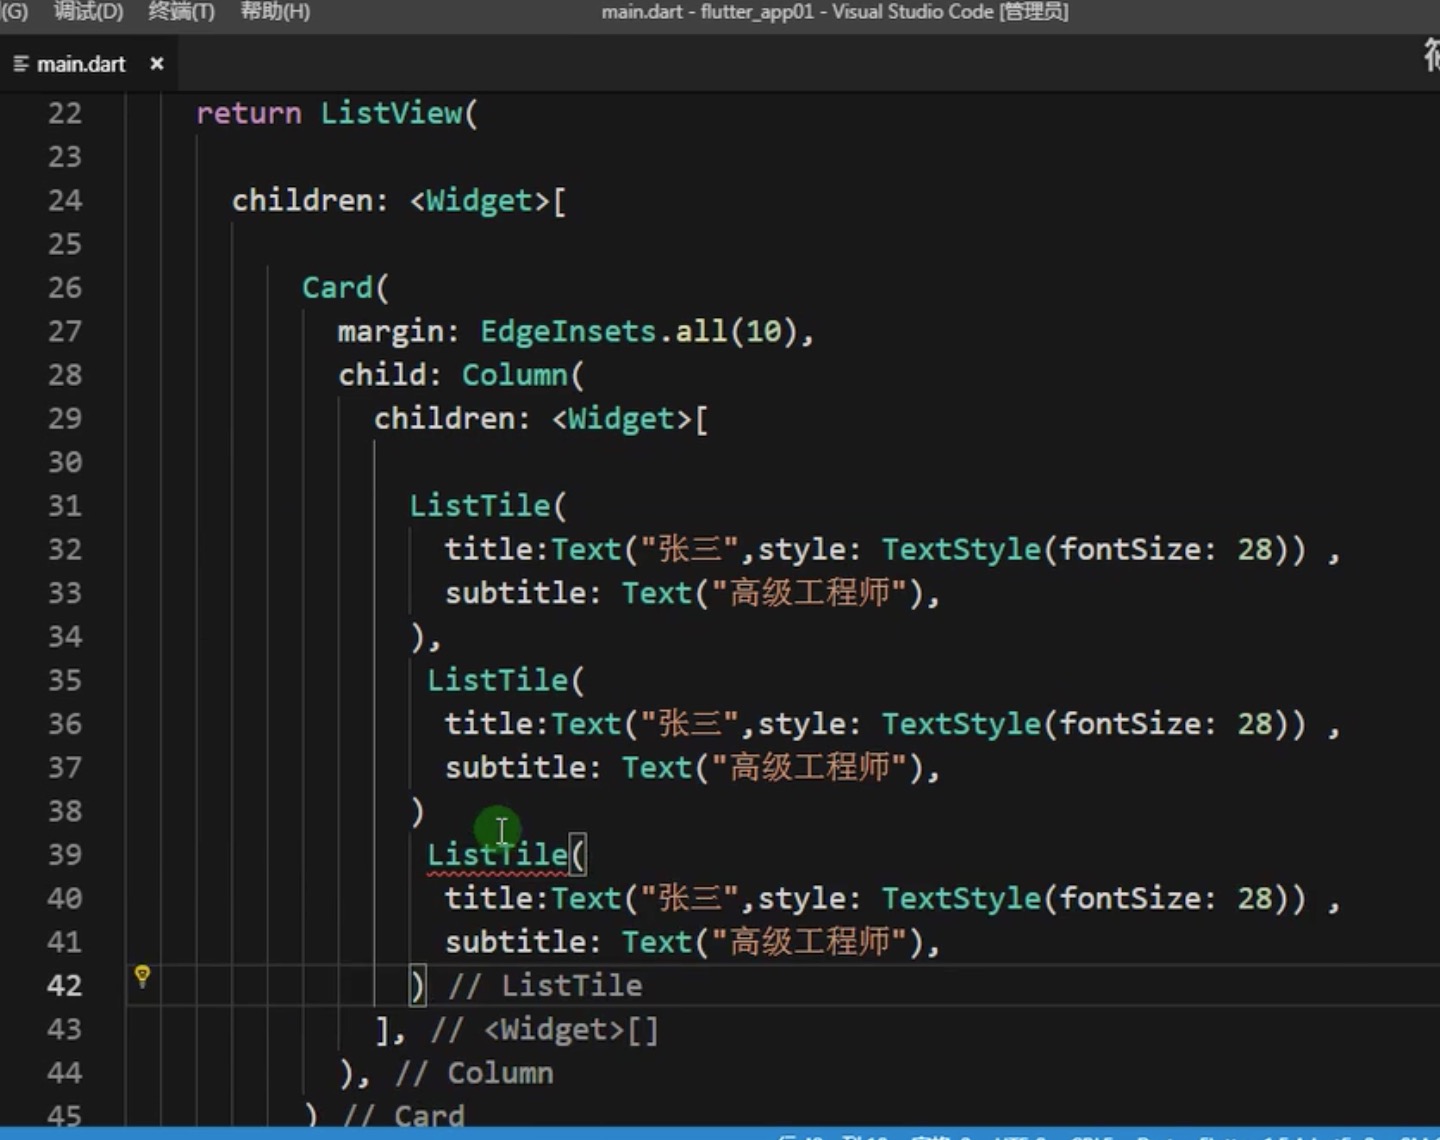 (G) 调试(D) 终端(T) 帮助(H) main.dart - flutter_app01 - Visual Studio Code [管理员]
main.dart ×
22 return ListView(
23
24 children: <Widget>[
25
26 Card(
27 margin: EdgeInsets.all(10),
28 child: Column(
29 children: <Widget>[
30
31 ListTile(
32 title:Text("张三",style: TextStyle(fontSize: 28)) ,
33 subtitle: Text("高级工程师"),
34 ),
35 ListTile(
36 title:Text("张三",style: TextStyle(fontSize: 28)) ,
37 subtitle: Text("高级工程师"),
38 )
39 ListTile(
40 title:Text("张三",style: TextStyle(fontSize: 28)) ,
41 subtitle: Text("高级工程师"),
42 ) // ListTile
43 ], // <Widget>[]
44 ), // Column
45 ) // Card